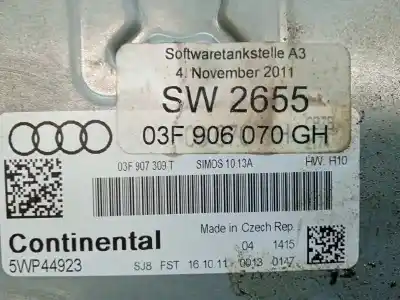 Softwaretankstelle A3
4. November 2011
SW 2655
03F 906 070 GH
03F 907 309 T SIMOS 10.13A HW: H10
Continental
Made in Czech Rep.
04 1415
5WP44923 SJ8 FST 16.10.11 0013 0147